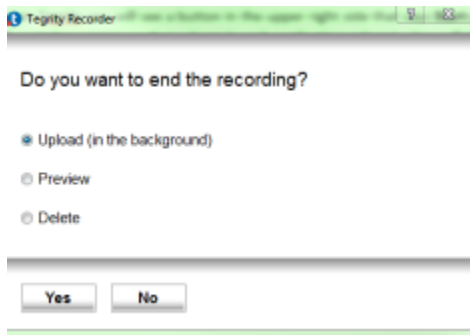 Tegrity Recorder
Do you want to end the recording?
Upload (in the background)
Preview
Delete
Yes No